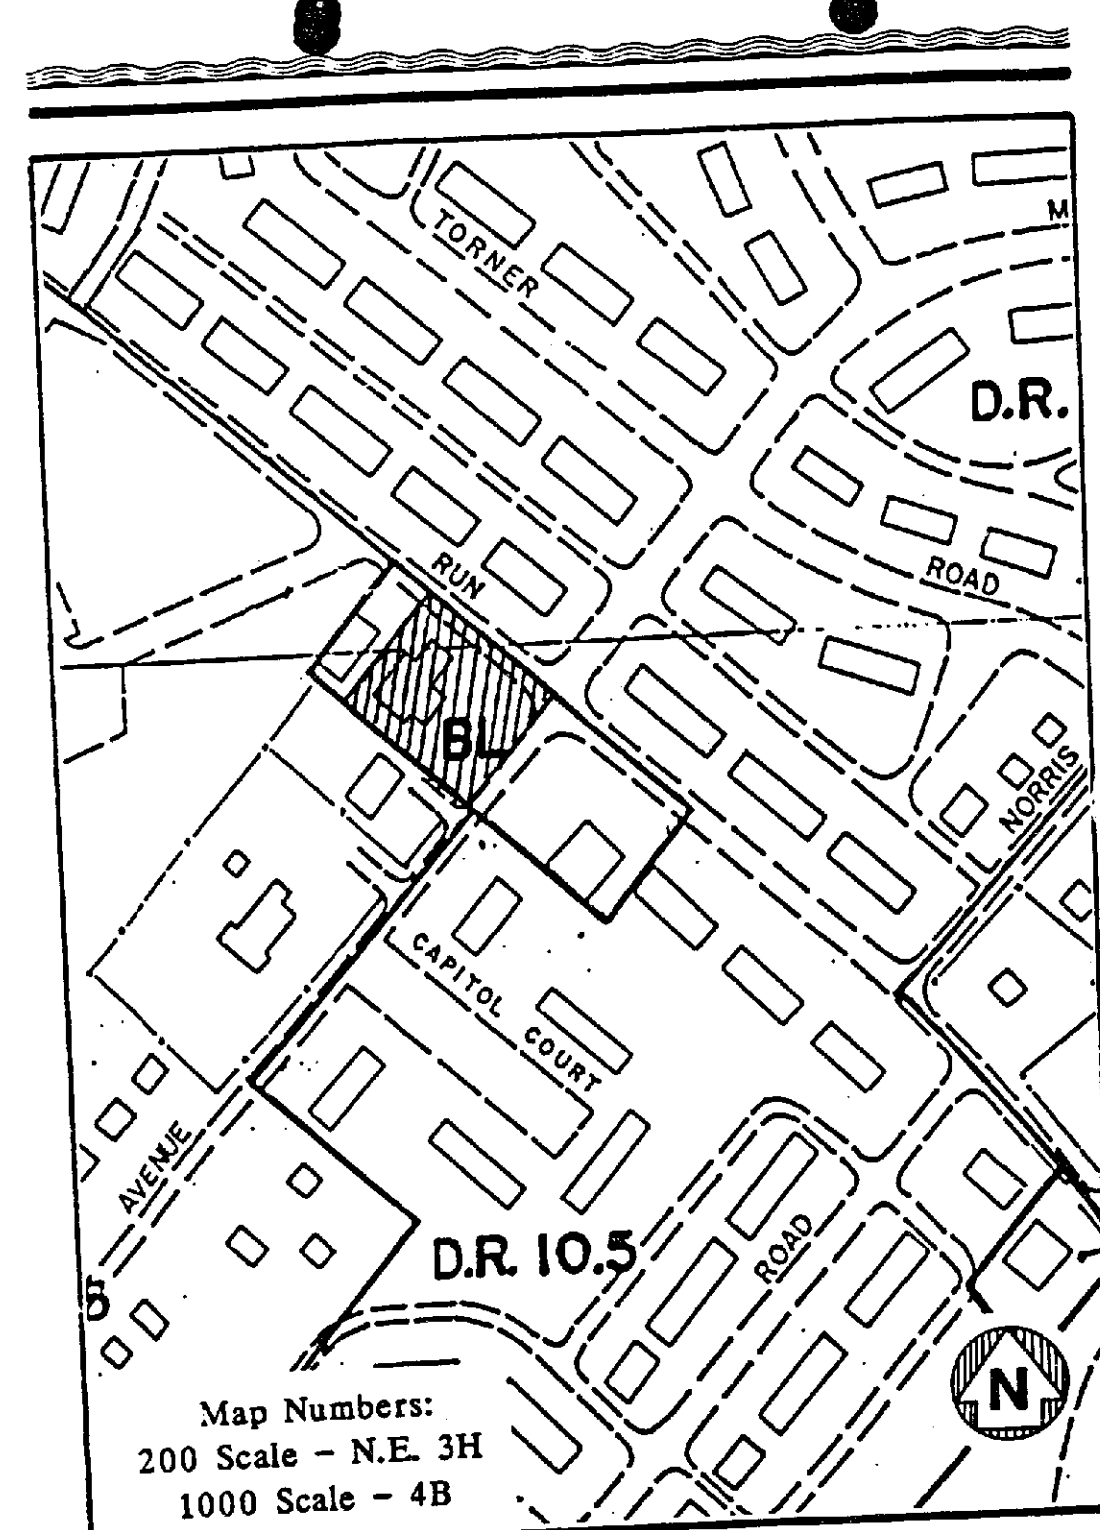 M
TORNER
D.R.
RUN
ROAD
NORRIS
BL
CAPITOL COURT
AVENUE
ROAD
D.R. 10.5
N
Map Numbers:
200 Scale - N.E. 3H
1000 Scale - 4B